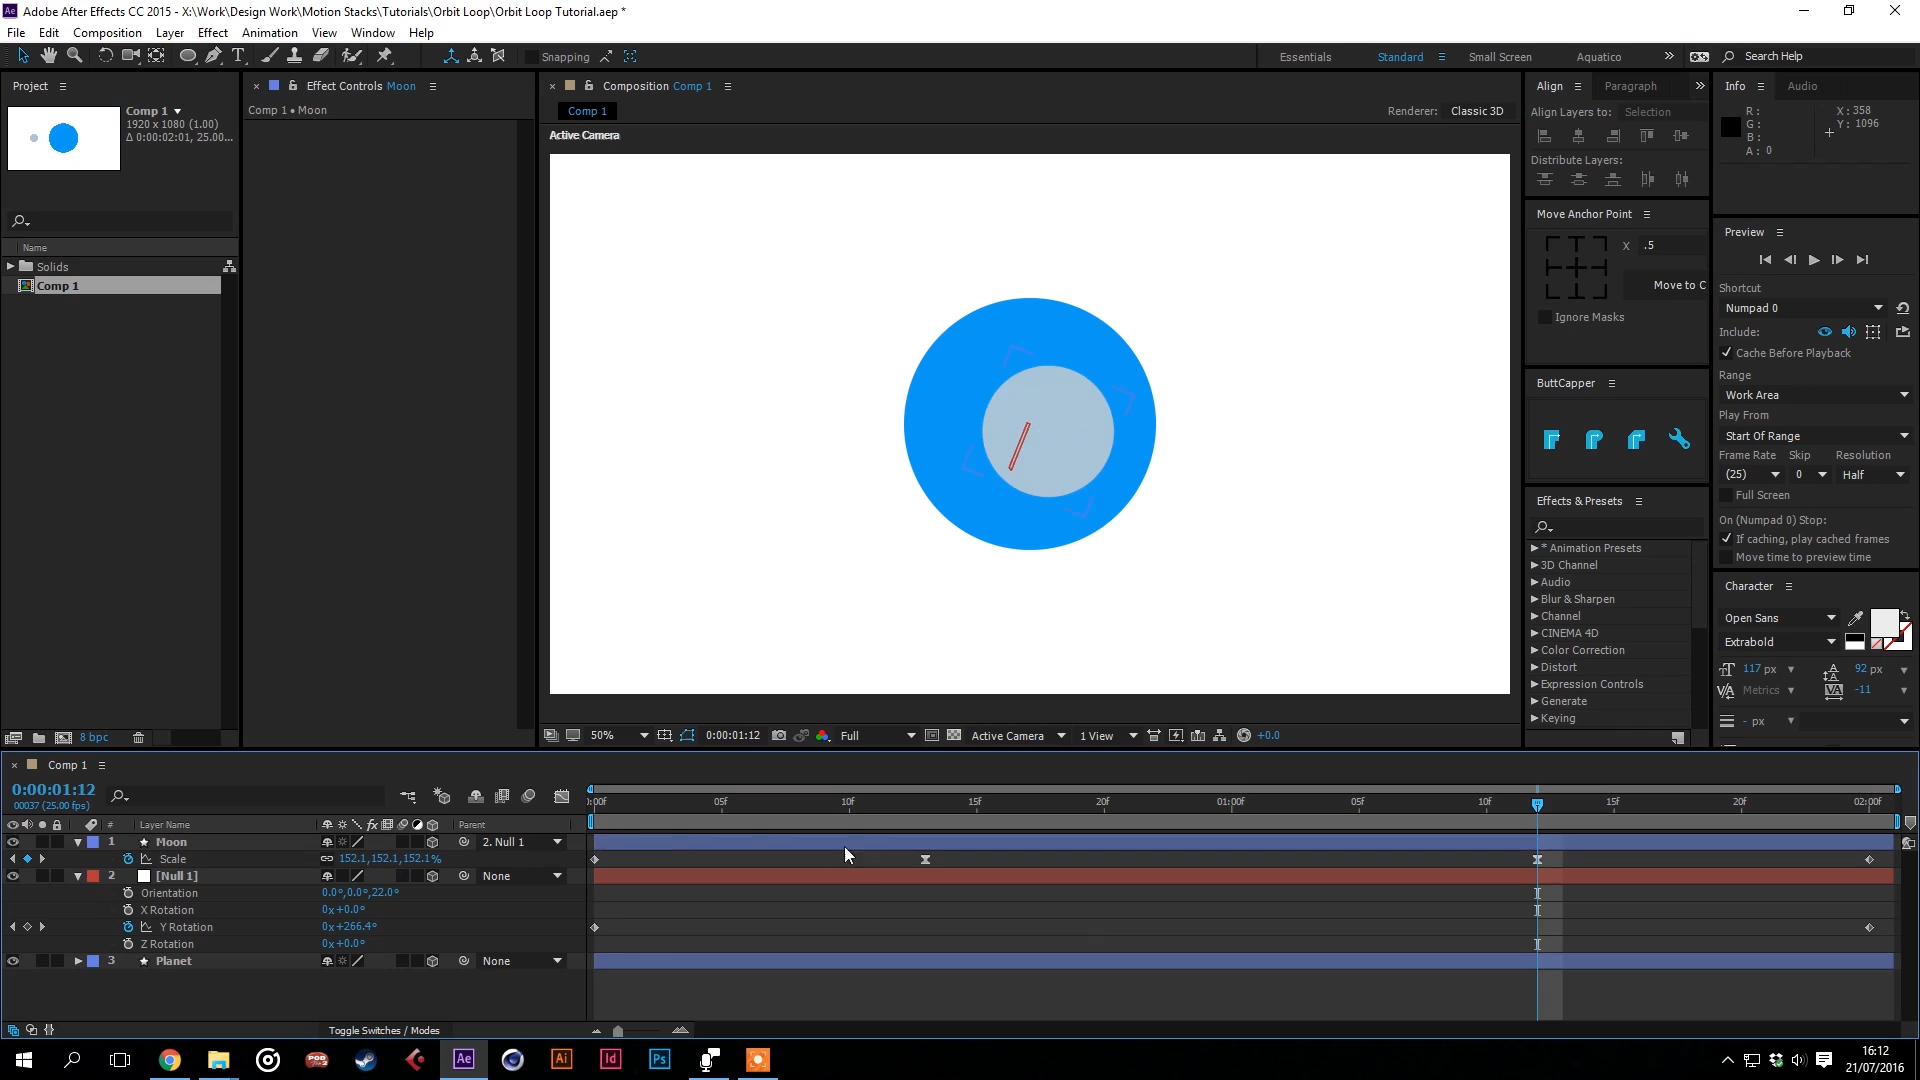 Adobe After Effects CC 2015 - X:\Work\Design Work\Motion Stacks\Tutorials\Orbit Loop\Orbit Loop Tutorial.aep *
File Edit Composition Layer Effect Animation View Window Help
Snapping
Essentials Standard Small Screen Aquatico Search Help
Project
Comp 1
1920 x 1080 (1.00)
Δ 0:00:02:01, 25.00...
Name
Solids
Comp 1
8 bpc
Effect Controls Moon
Comp 1 • Moon
Composition Comp 1
Comp 1
Renderer: Classic 3D
Active Camera
50% 0:00:01:12 Full Active Camera 1 View +0.0
Align Paragraph
Align Layers to: Selection
Distribute Layers:
Move Anchor Point
X .5
Move to C
Ignore Masks
ButtCapper
Effects & Presets
* Animation Presets
3D Channel
Audio
Blur & Sharpen
Channel
CINEMA 4D
Color Correction
Distort
Expression Controls
Generate
Keying
Info Audio
R: X: 358
G: Y: 1096
B:
A: 0
Preview
Shortcut
Numpad 0
Include:
Cache Before Playback
Range
Work Area
Play From
Start Of Range
Frame Rate Skip Resolution
(25) 0 Half
Full Screen
On (Numpad 0) Stop:
If caching, play cached frames
Move time to preview time
Character
Open Sans
Extrabold
117 px 92 px
Metrics -11
- px
Comp 1
0:00:01:12
00037 (25.00 fps)
:00f 05f 10f 15f 20f 01:00f 05f 10f 15f 20f 02:00f
# Layer Name Parent
1 Moon 2. Null 1
Scale 152.1,152.1,152.1%
2 [Null 1] None
Orientation 0.0°,0.0°,22.0°
X Rotation 0x+0.0°
Y Rotation 0x+266.4°
Z Rotation 0x+0.0°
3 Planet None
Toggle Switches / Modes
Ae Ai Id Ps
16:12
21/07/2016